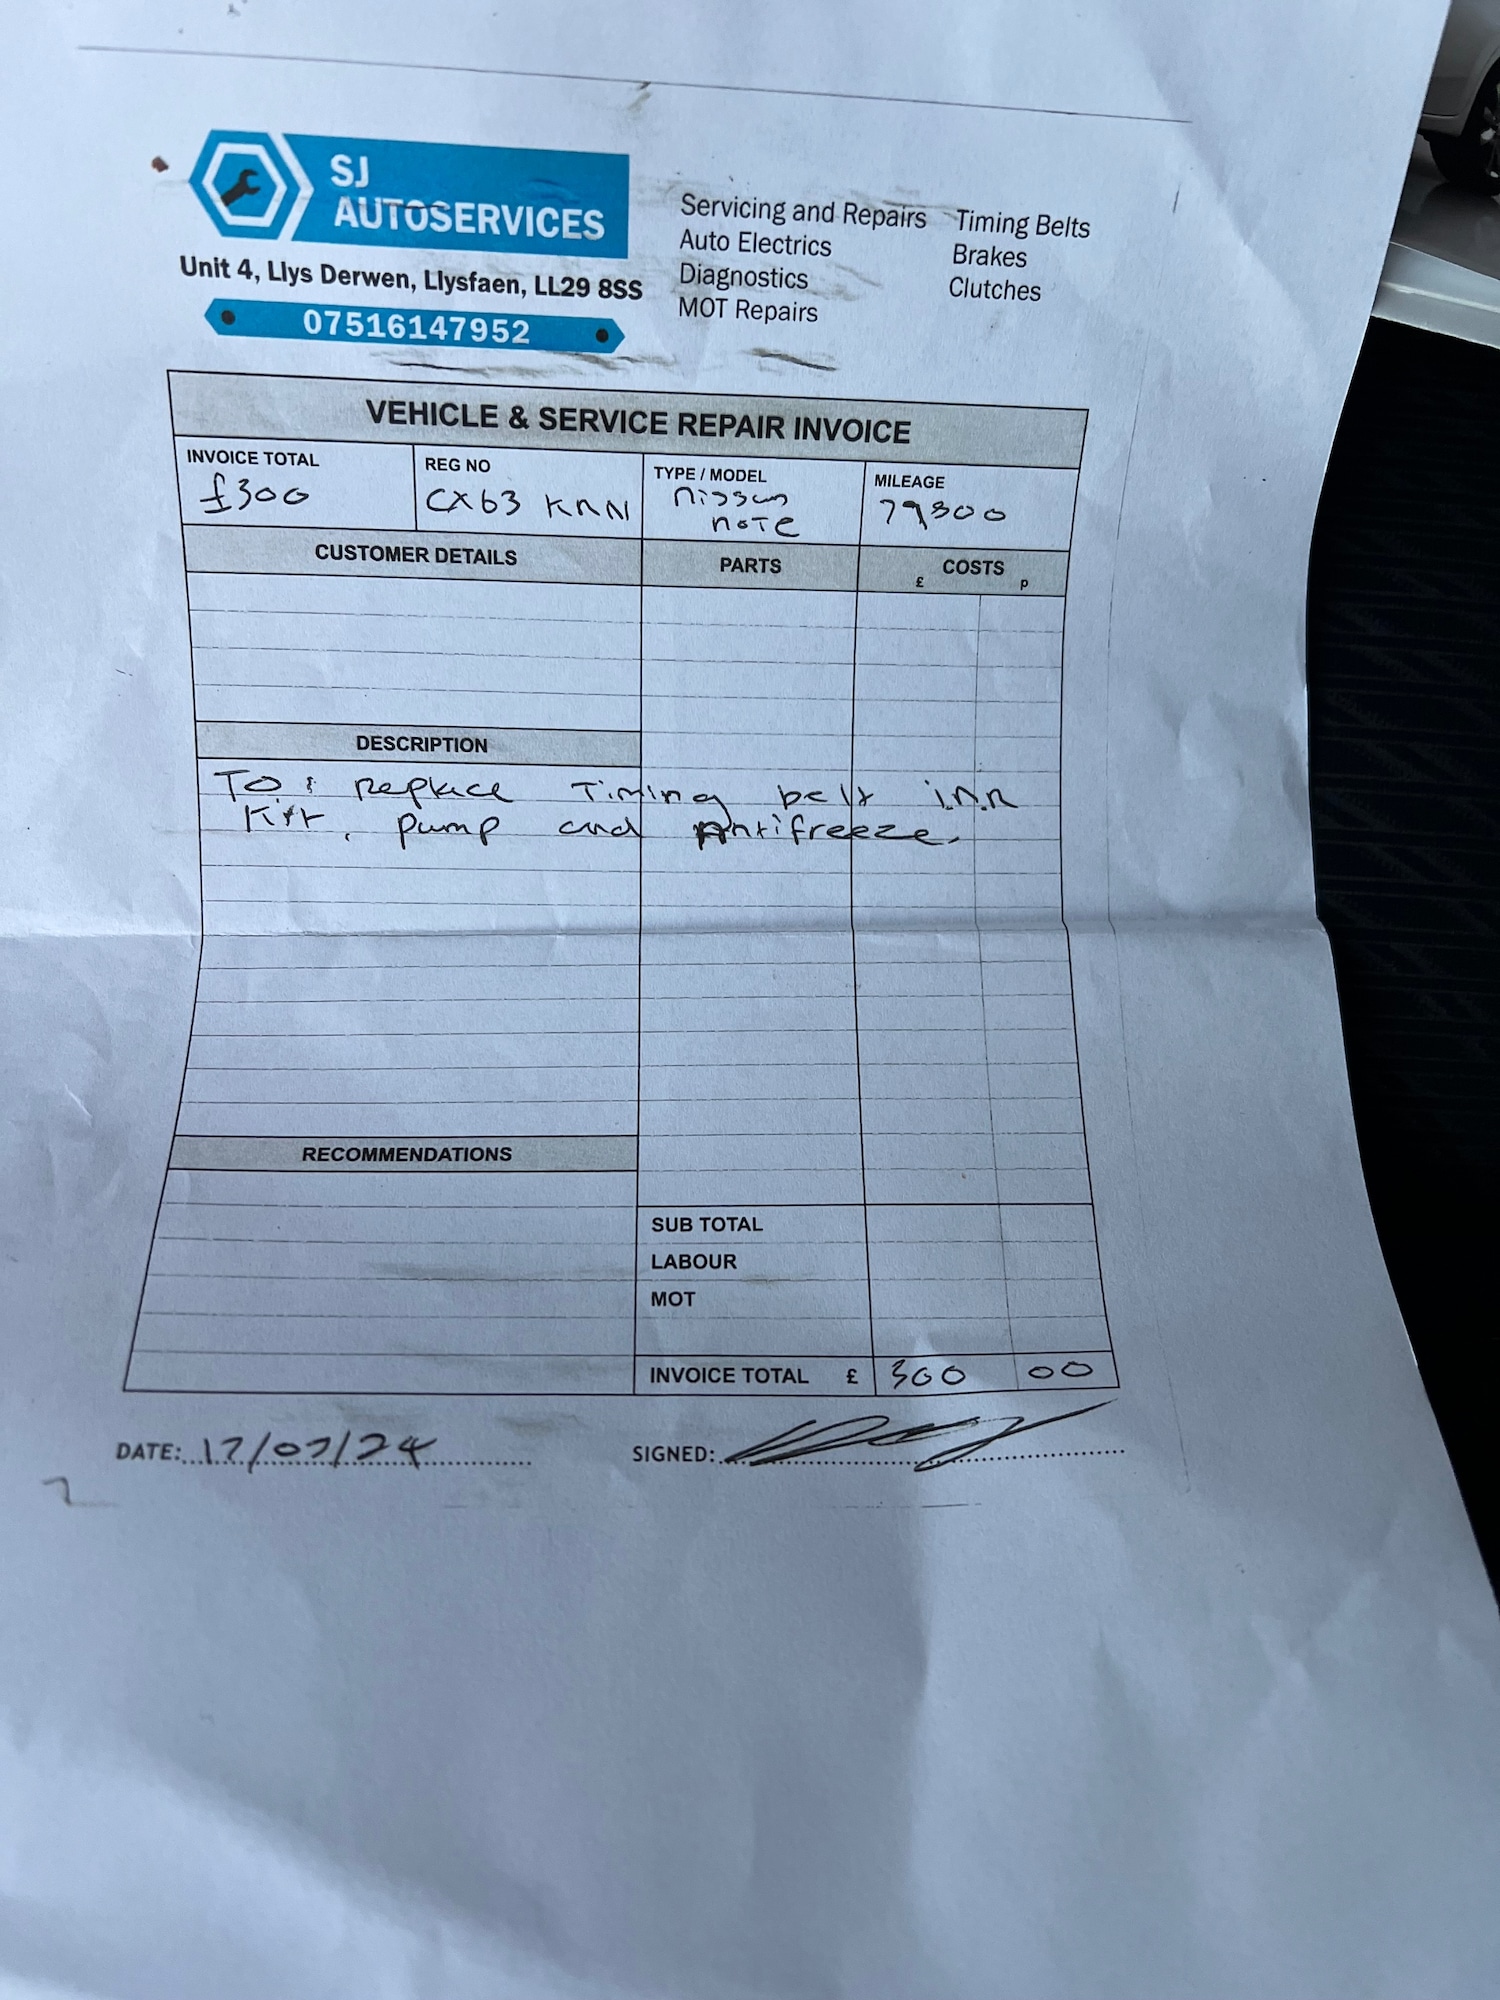 SJ
AUTOSERVICES
Unit 4, Llys Derwen, Llysfaen, LL29 8SS
07516147952
Servicing and Repairs
Auto Electrics
Diagnostics
MOT Repairs
Timing Belts
Brakes
Clutches
VEHICLE & SERVICE REPAIR INVOICE
INVOICE TOTAL
£300
REG NO
CX63 KNN
TYPE / MODEL
nissan
note
MILEAGE
79300
CUSTOMER DETAILS
PARTS
COSTS
£ p
DESCRIPTION
To: Replace Timing belt
Kit, pump and Antifreeze.
RECOMMENDATIONS
SUB TOTAL
LABOUR
MOT
INVOICE TOTAL £ 300 00
DATE: 17/07/24
SIGNED: